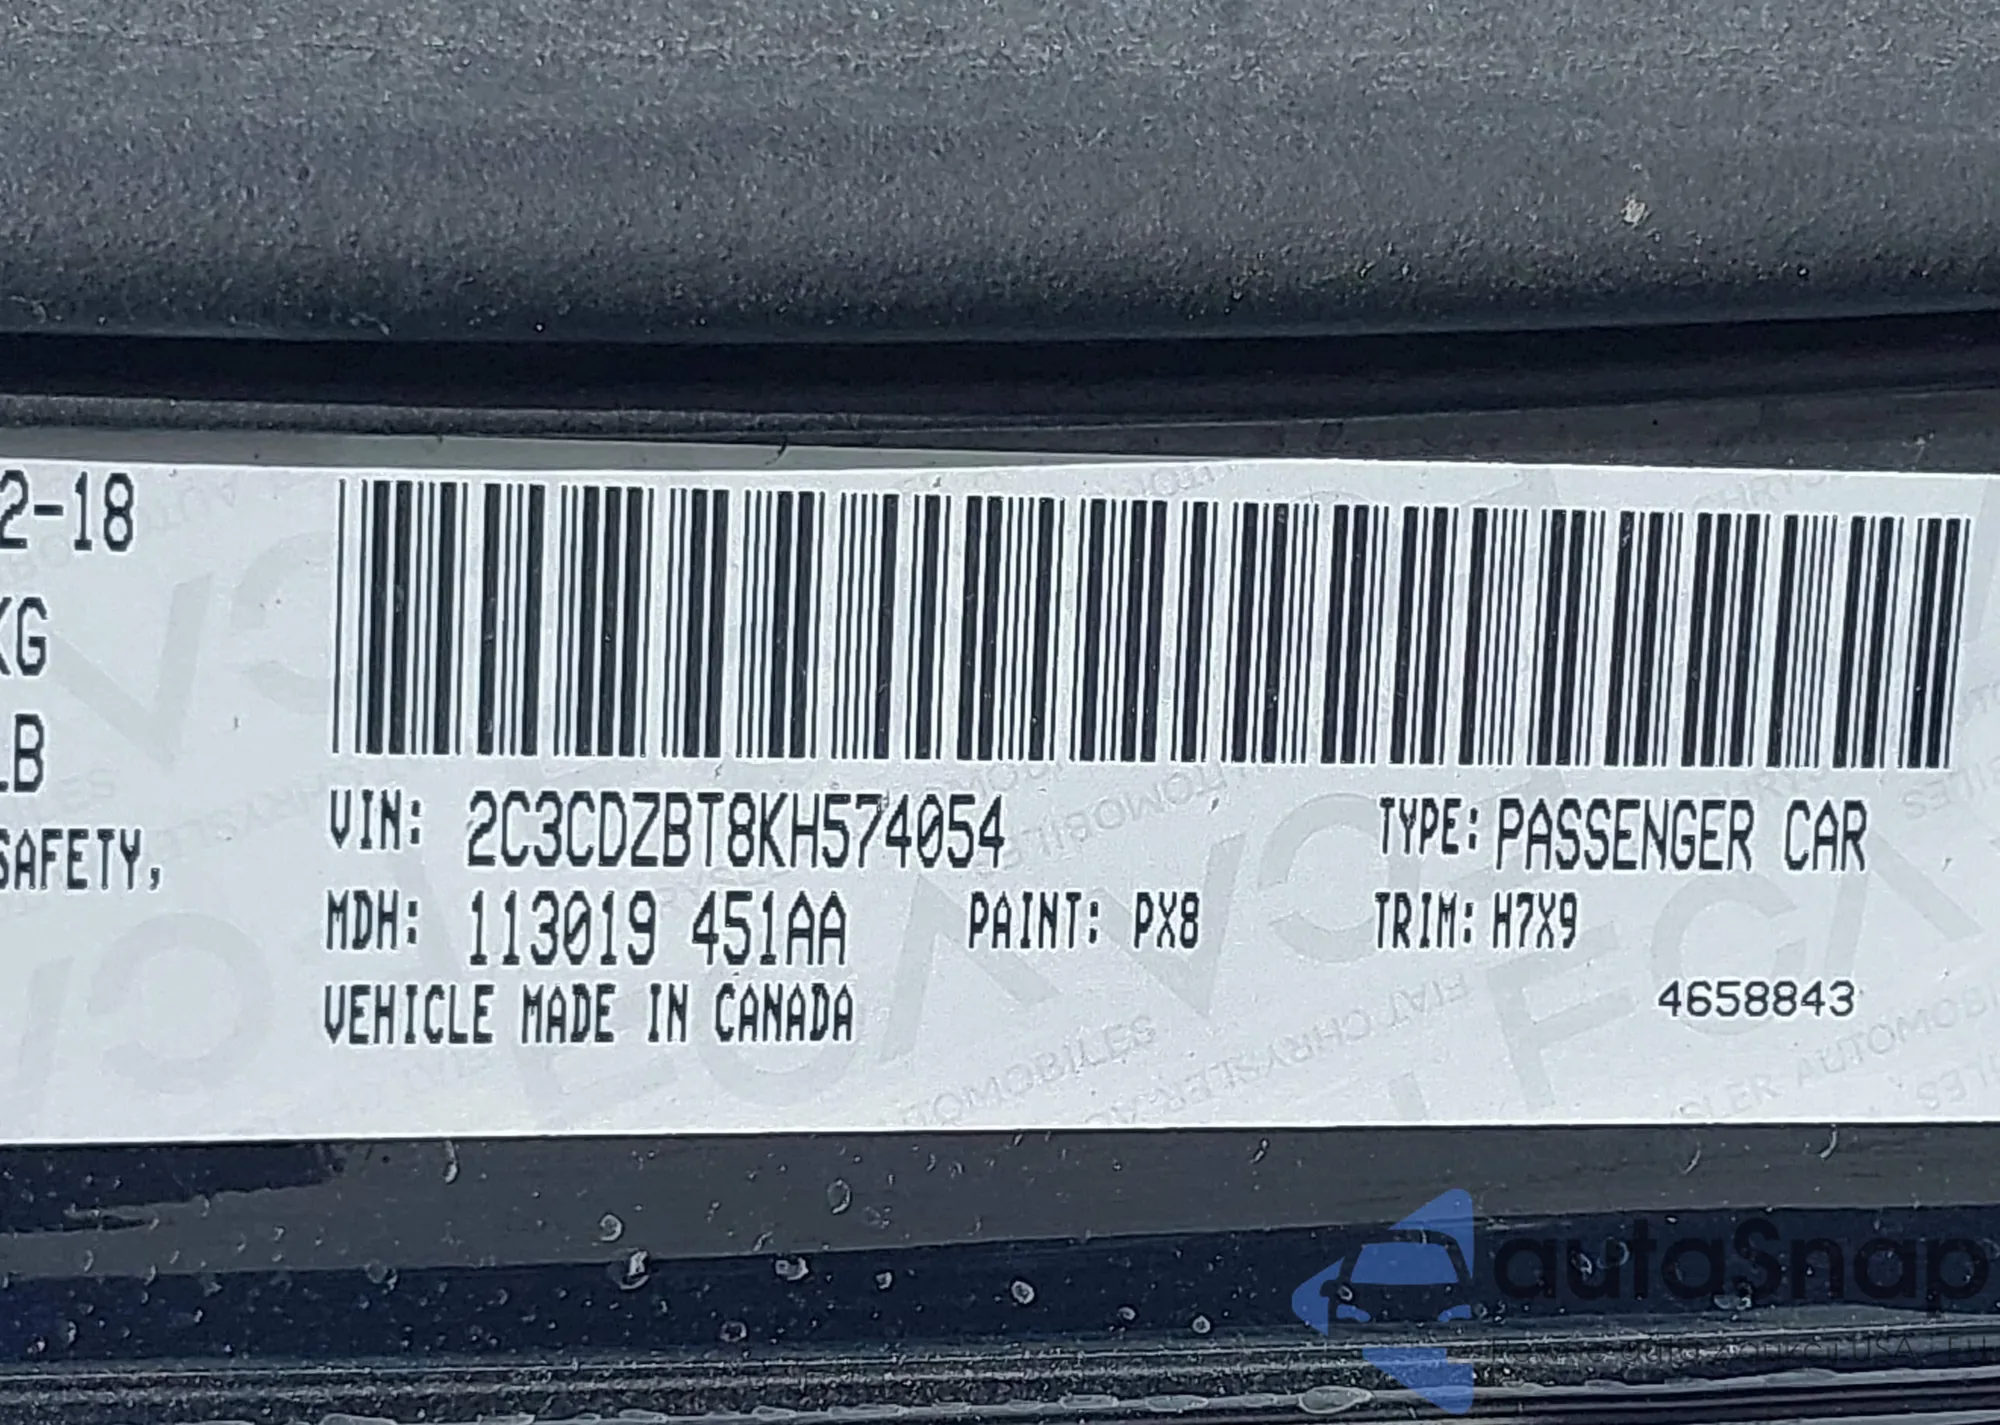 2-18
KG
LB
SAFETY,
VIN: 2C3CDZBT8KH574054
TYPE: PASSENGER CAR
MDH: 113019 451AA
PAINT: PX8
TRIM: H7X9
VEHICLE MADE IN CANADA
4658843
autaSnap